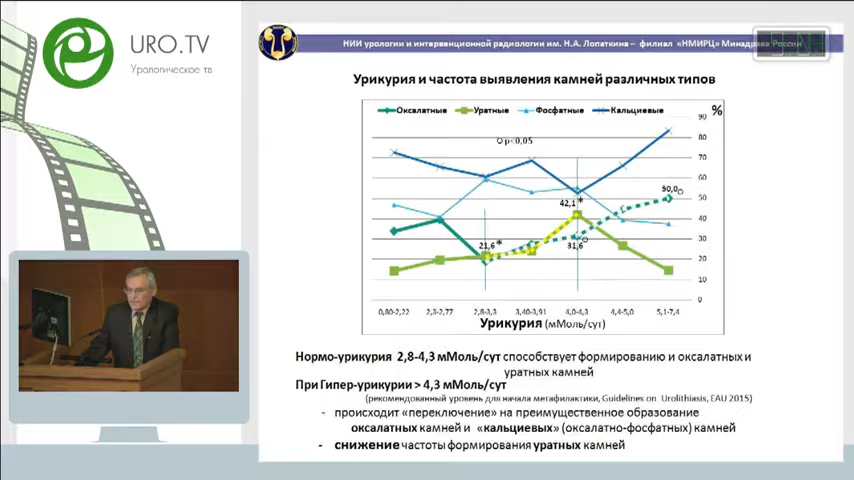 URO.TV
Урологическое тв
НИИ урологии и интервенционной радиологии им. Н.А. Лопаткина – филиал «НМИРЦ» Минздрава России
Урикурия и частота выявления камней различных типов
Оксалатные Уратные Фосфатные Кальциевые
%
90
80
70
60
50
40
30
20
10
0
p<0,05
50,0
42,1*
21,6*
31,6
0,80-2,22 2,3-2,77 2,8-3,3 3,40-3,91 4,0-4,3 4,4-5,0 5,1-7,4
Урикурия (мМоль/сут)
Нормо-урикурия 2,8-4,3 мМоль/сут способствует формированию и оксалатных и
уратных камней
При Гипер-урикурии > 4,3 мМоль/сут
(рекомендованный уровень для начала метафилактики, Guidelines on Urolithiasis, EAU 2015)
- происходит «переключение» на преимущественное образование
оксалатных камней и «кальциевых» (оксалатно-фосфатных) камней
- снижение частоты формирования уратных камней